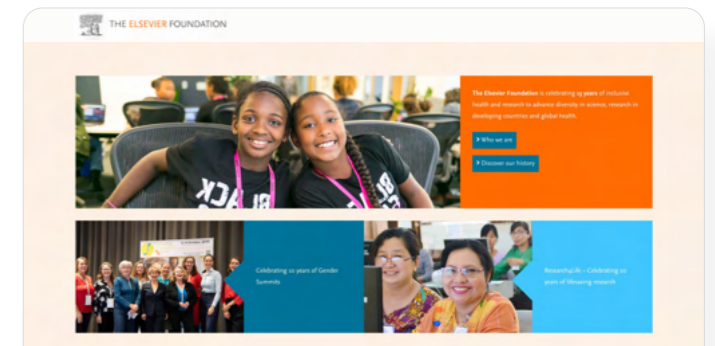 THE ELSEVIER FOUNDATION
The Elsevier Foundation is celebrating 15 years of inclusive
health and research to advance diversity in science, research in
developing countries and global health.
Who we are
Discover our history
BLACK
Celebrating 10 years of Gender
Summits
Research4Life – Celebrating 20
years of lifesaving research